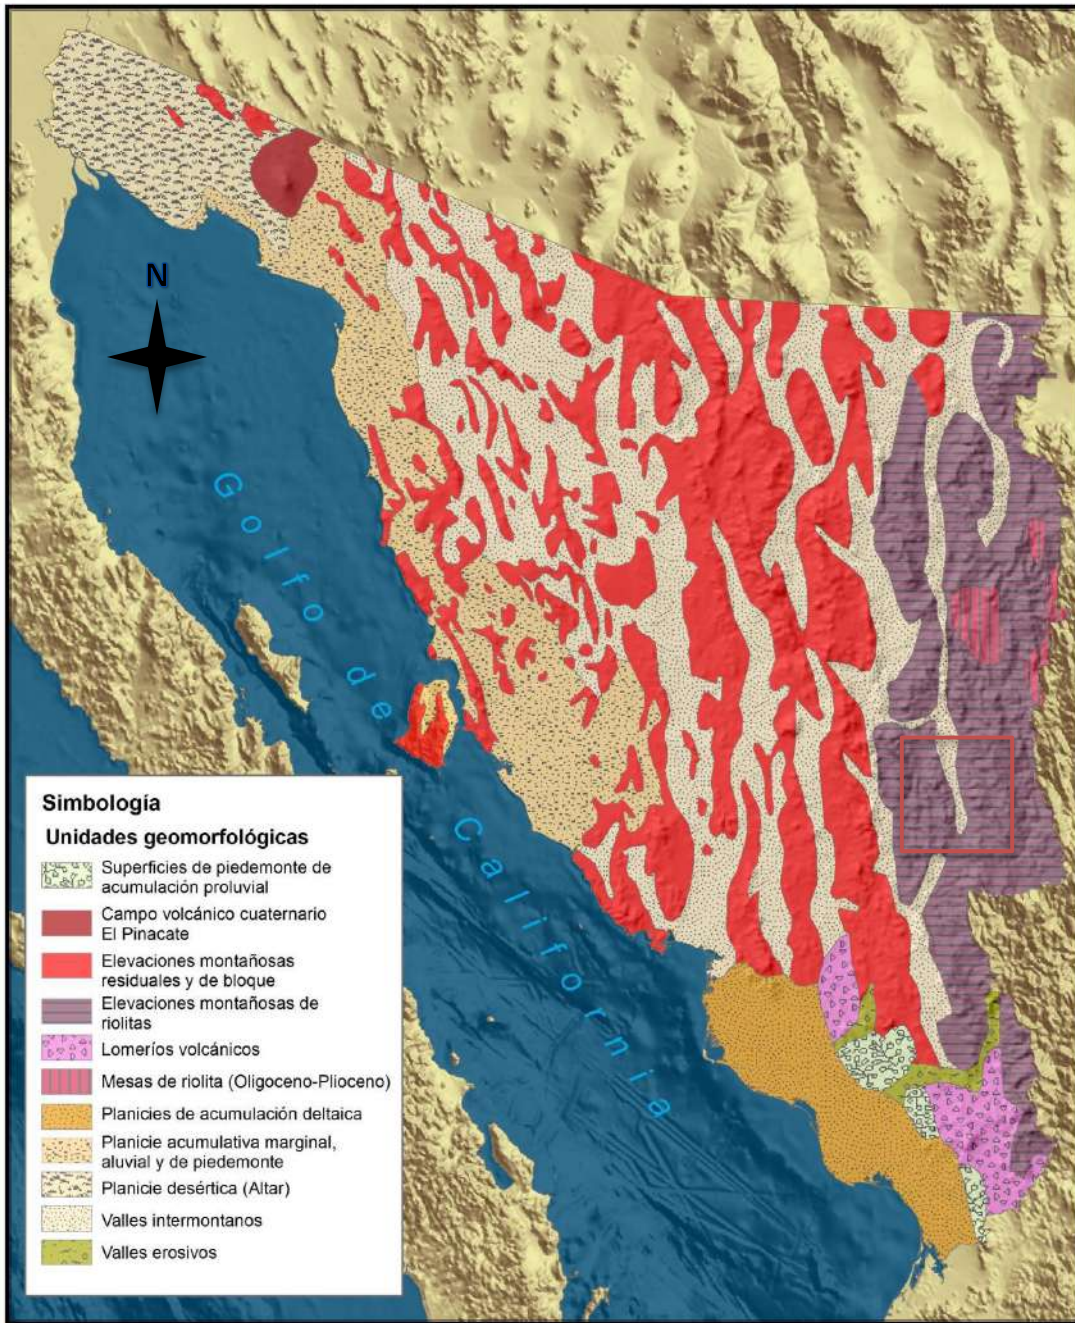 N
Golfo de California
Simbología
Unidades geomorfológicas
Superficies de piedemonte de
acumulación proluvial
Campo volcánico cuaternario
El Pinacate
Elevaciones montañosas
residuales y de bloque
Elevaciones montañosas de
riolitas
Lomeríos volcánicos
Mesas de riolita (Oligoceno-Plioceno)
Planicies de acumulación deltaica
Planicie acumulativa marginal,
aluvial y de piedemonte
Planicie desértica (Altar)
Valles intermontanos
Valles erosivos